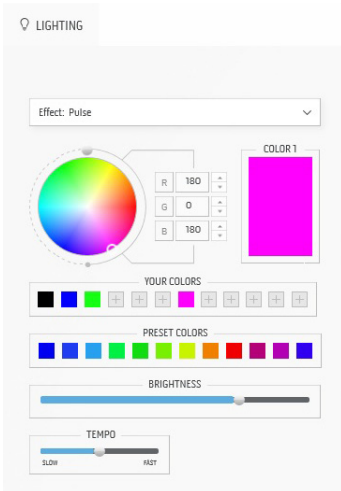 LIGHTING
Effect: Pulse
COLOR 1
R 180
G 0
B 180
YOUR COLORS
PRESET COLORS
BRIGHTNESS
TEMPO
SLOW FAST